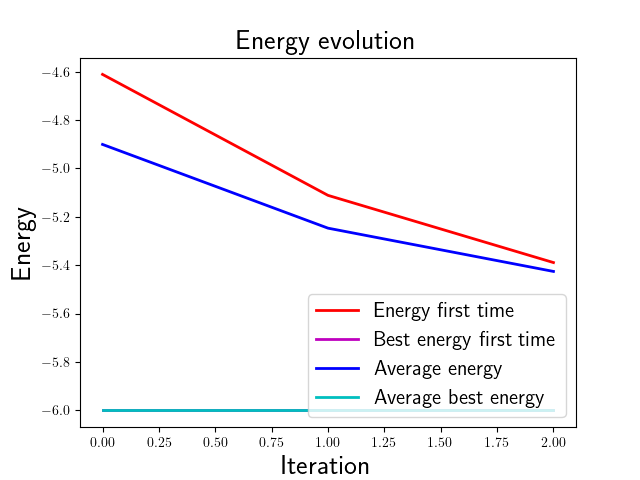 Energy evolution
Energy
−4.6
−4.8
−5.0
−5.2
−5.4
−5.6
−5.8
−6.0
Energy first time
Best energy first time
Average energy
Average best energy
0.00 0.25 0.50 0.75 1.00 1.25 1.50 1.75 2.00
Iteration